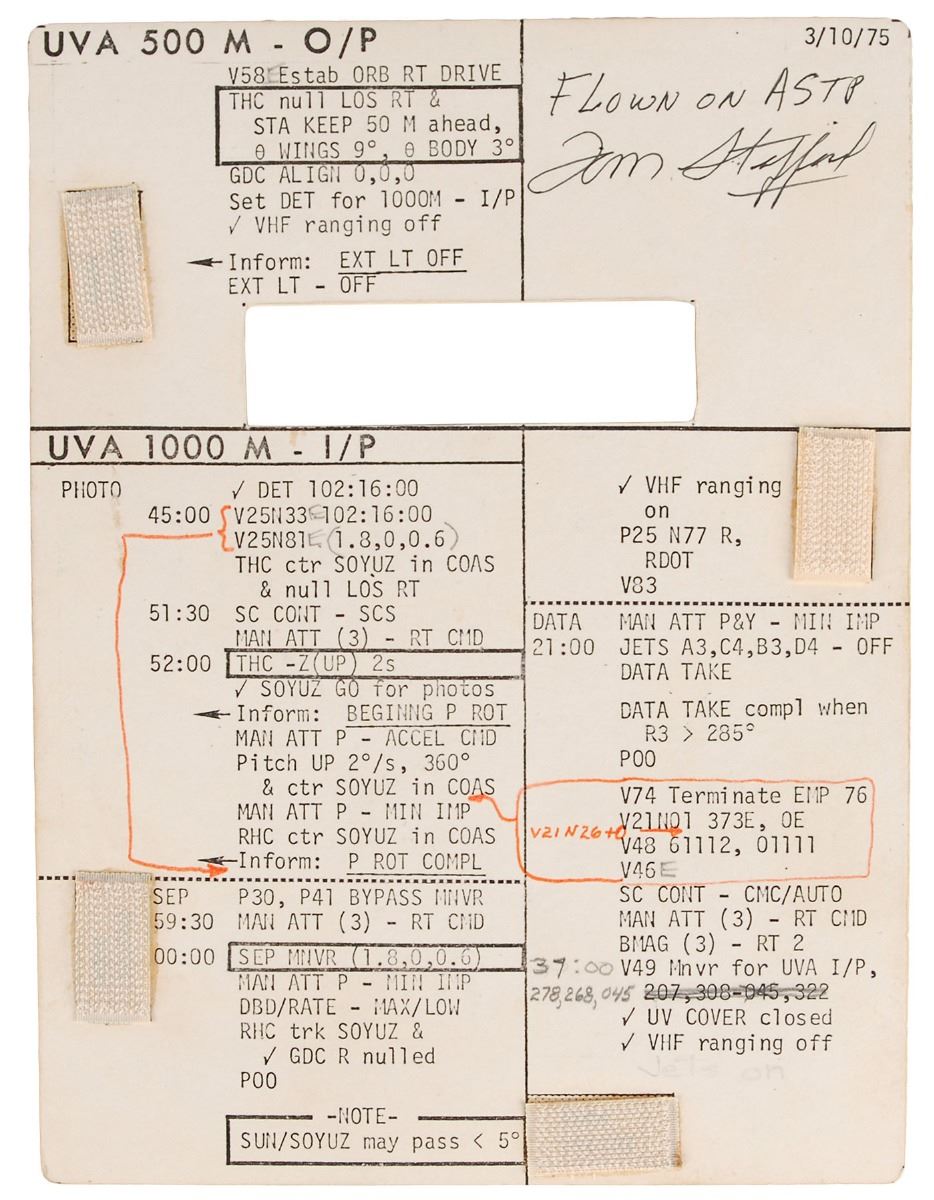 UVA 500 M - O/P
3/10/75
V58E Estab ORB RT DRIVE
THC null LOS RT &
STA KEEP 50 M ahead,
θ WINGS 9°, θ BODY 3°
GDC ALIGN 0,0,0
Set DET for 1000M - I/P
✓ VHF ranging off
← Inform: EXT LT OFF
EXT LT - OFF
FLOWN ON ASTP
Tom Stafford
UVA 1000 M - I/P
PHOTO
✓ DET 102:16:00
45:00 V25N33E 102:16:00
V25N81E (1.8,0,0.6)
THC ctr SOYUZ in COAS
& null LOS RT
51:30 SC CONT - SCS
MAN ATT (3) - RT CMD
52:00 THC -Z(UP) 2s
✓ SOYUZ GO for photos
← Inform: BEGINNG P ROT
MAN ATT P - ACCEL CMD
Pitch UP 2°/s, 360°
& ctr SOYUZ in COAS
MAN ATT P - MIN IMP
RHC ctr SOYUZ in COAS
← Inform: P ROT COMPL
SEP P30, P41 BYPASS MNVR
59:30 MAN ATT (3) - RT CMD
00:00 SEP MNVR (1.8,0,0.6)
MAN ATT P - MIN IMP
DBD/RATE - MAX/LOW
RHC trk SOYUZ &
✓ GDC R nulled
POO
-NOTE-
SUN/SOYUZ may pass < 5°
✓ VHF ranging
on
P25 N77 R,
RDOT
V83
DATA MAN ATT P&Y - MIN IMP
21:00 JETS A3,C4,B3,D4 - OFF
DATA TAKE
DATA TAKE compl when
R3 > 285°
POO
V74 Terminate EMP 76
V21N26+0 → V21N01 373E, 0E
V48 61112, 01111
V46E
SC CONT - CMC/AUTO
MAN ATT (3) - RT CMD
BMAG (3) - RT 2
37:00 V49 Mnvr for UVA I/P,
278,268,045 207,308-045,322
✓ UV COVER closed
✓ VHF ranging off
Jets on